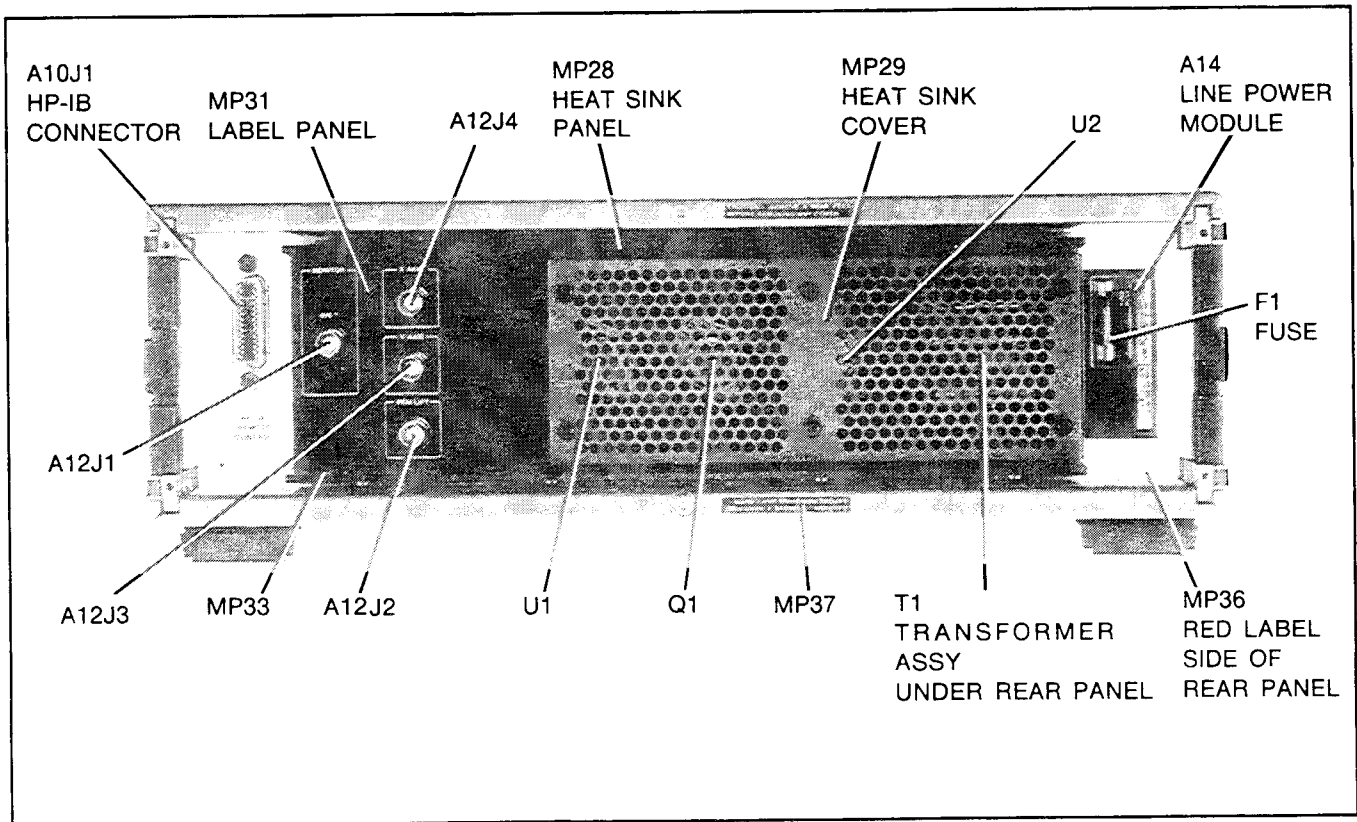 A10J1
HP-IB
CONNECTOR
MP31
LABEL PANEL
A12J4
MP28
HEAT SINK
PANEL
MP29
HEAT SINK
COVER
U2
A14
LINE POWER
MODULE
F1
FUSE
A12J1
A12J3
MP33
A12J2
U1
Q1
MP37
T1
TRANSFORMER
ASSY
UNDER REAR PANEL
MP36
RED LABEL
SIDE OF
REAR PANEL